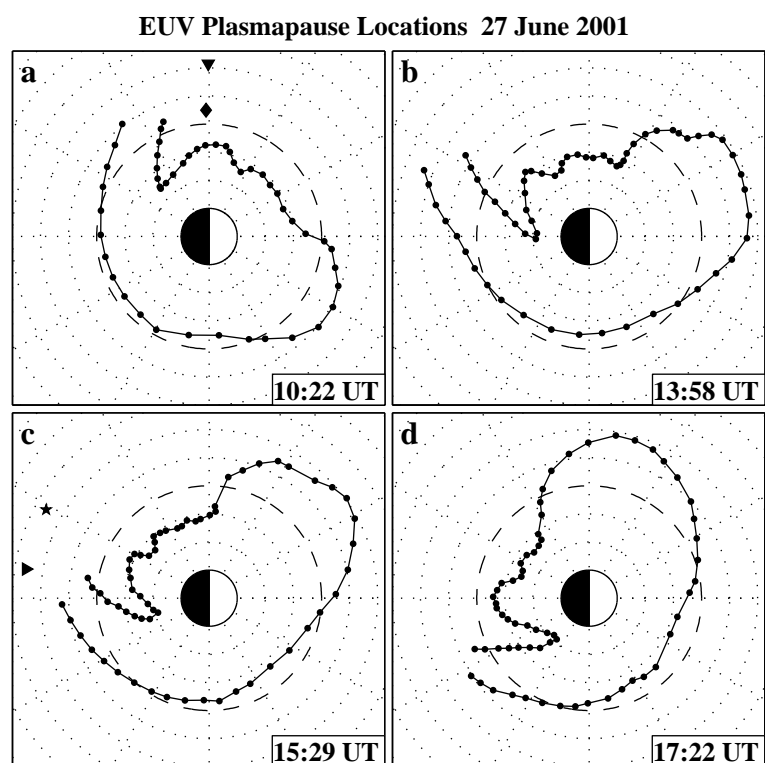 EUV Plasmapause Locations 27 June 2001
a
10:22 UT
b
13:58 UT
c
15:29 UT
d
17:22 UT